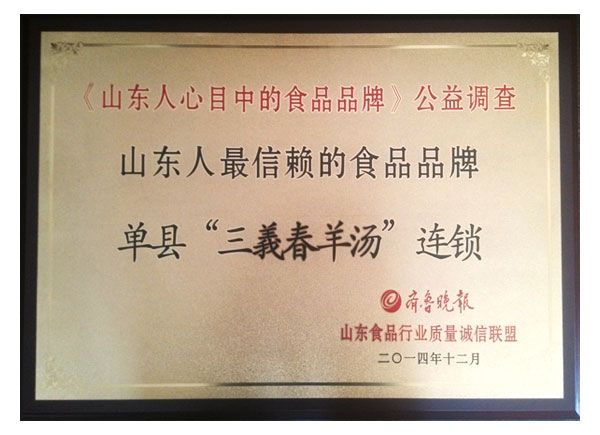 《山东人心目中的食品品牌》公益调查
山东人最信赖的食品品牌
单县“三義春羊汤”连锁
齐鲁晚报
山东食品行业质量诚信联盟
二〇一四年十二月